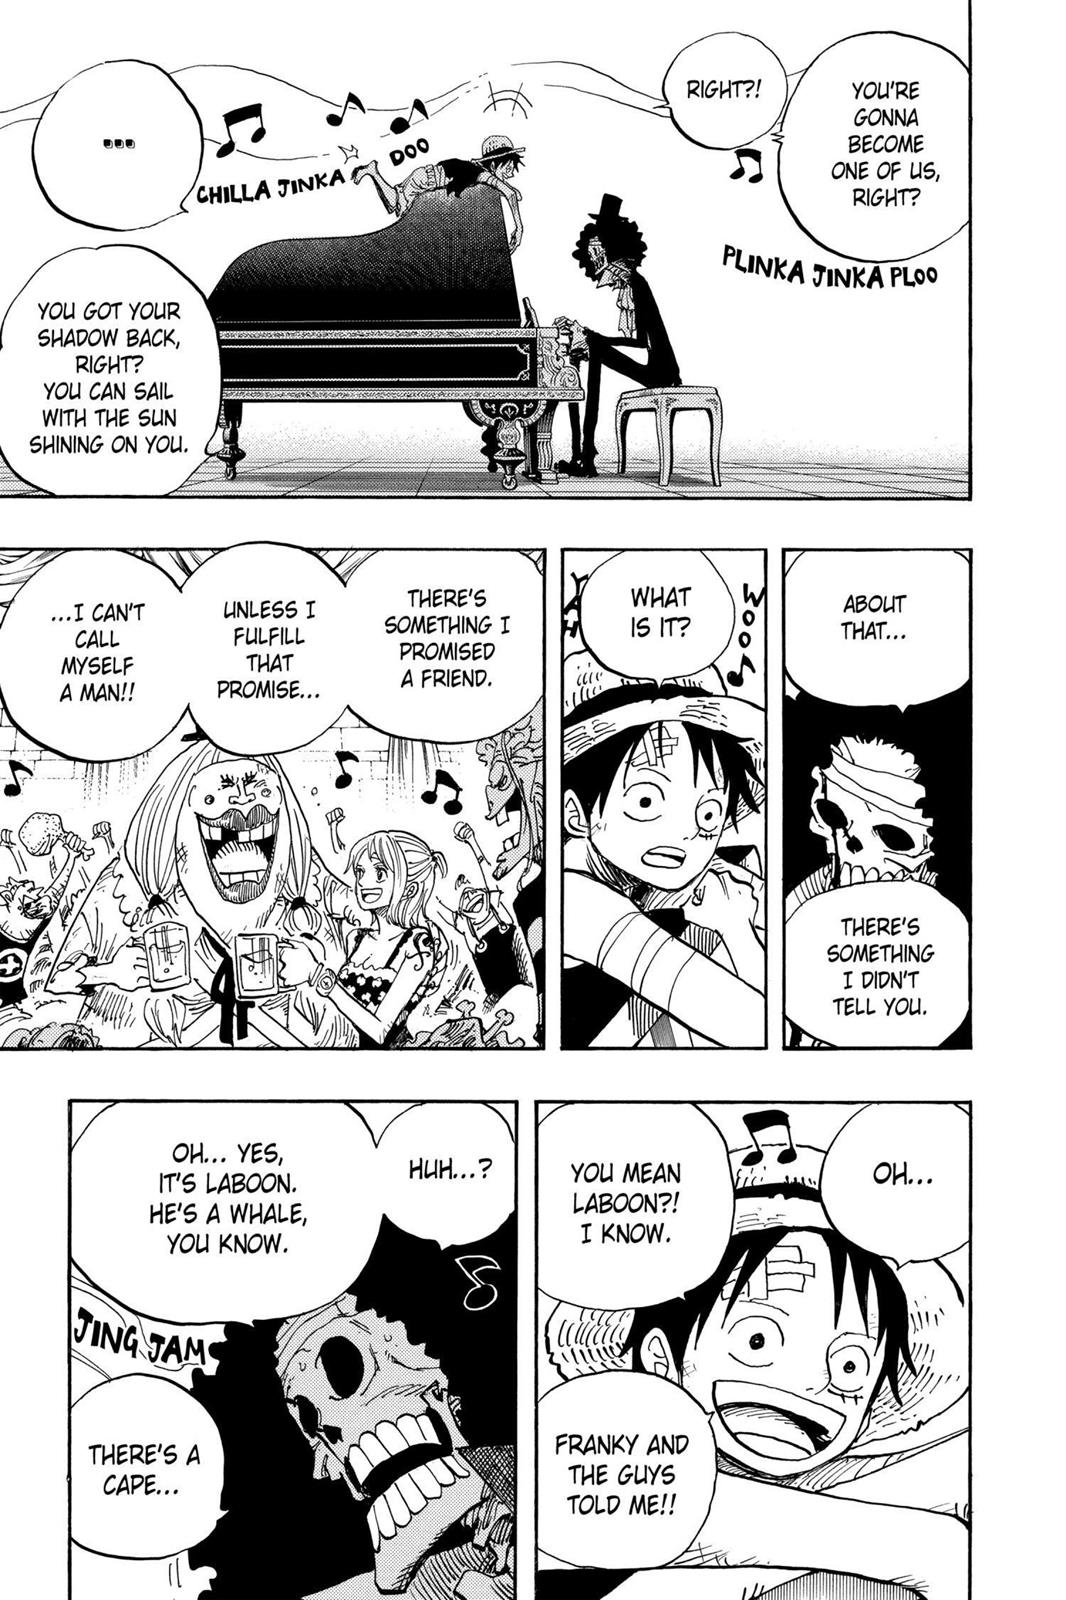 YOU'RE
GONNA
BECOME
ONE OF US,
RIGHT?
RIGHT?!
PLINKA JINKA PLOO
DOO
CHILLA JINKA
...
YOU GOT YOUR
SHADOW BACK,
RIGHT?
YOU CAN SAIL
WITH THE SUN
SHINING ON YOU.
ABOUT
THAT...
THERE'S
SOMETHING
I DIDN'T
TELL YOU.
WOO
WHAT
IS IT?
THERE'S
SOMETHING I
PROMISED
A FRIEND.
UNLESS I
FULFILL
THAT
PROMISE...
...I CAN'T
CALL
MYSELF
A MAN!!
OH...
YOU MEAN
LABOON?!
I KNOW.
FRANKY AND
THE GUYS
TOLD ME!!
HUH...?
OH... YES,
IT'S LABOON.
HE'S A WHALE,
YOU KNOW.
JING JAM
THERE'S A
CAPE...